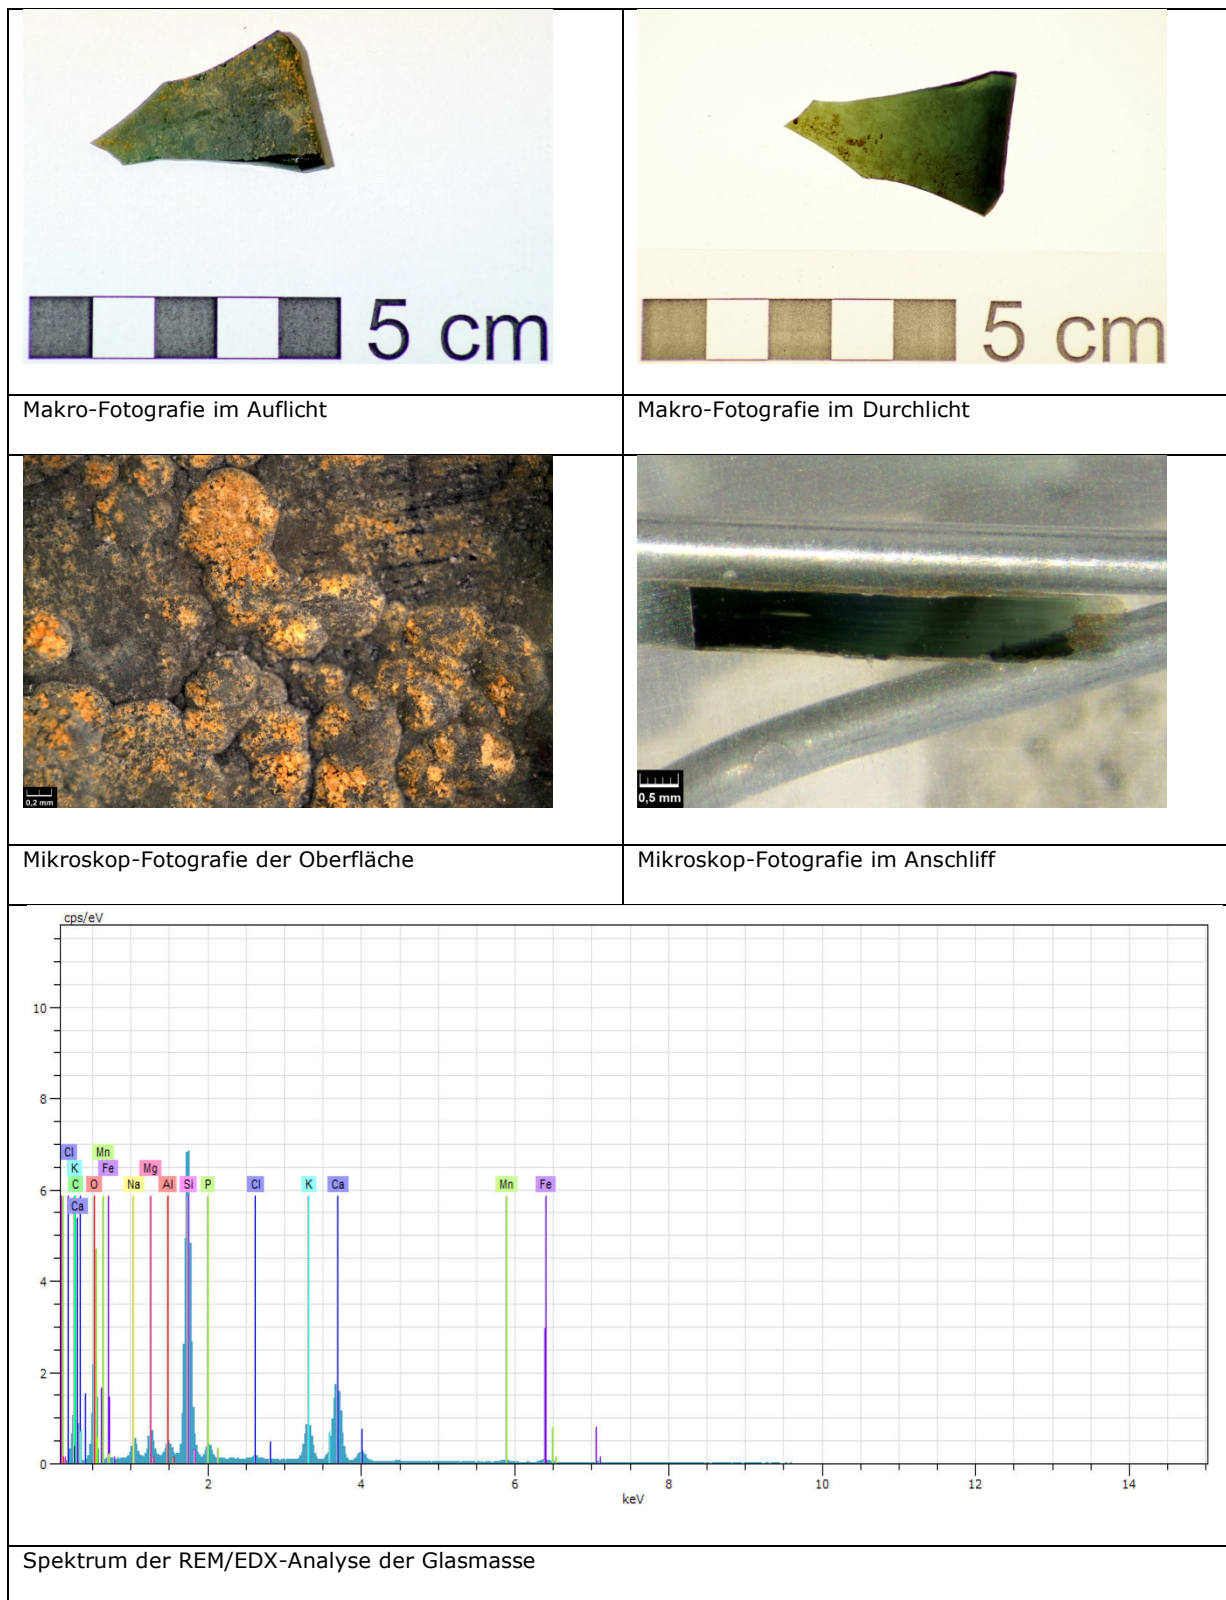 5 cm
5 cm
Makro-Fotografie im Auflicht
Makro-Fotografie im Durchlicht
0,2 mm
0,5 mm
Mikroskop-Fotografie der Oberfläche
Mikroskop-Fotografie im Anschliff
cps/eV
10
8
6
4
2
0
Cl
Mn
K
Fe
Mg
C
O
Na
Al
Si
P
Cl
K
Ca
Mn
Fe
Ca
2
4
6
8
10
12
14
keV
Spektrum der REM/EDX-Analyse der Glasmasse